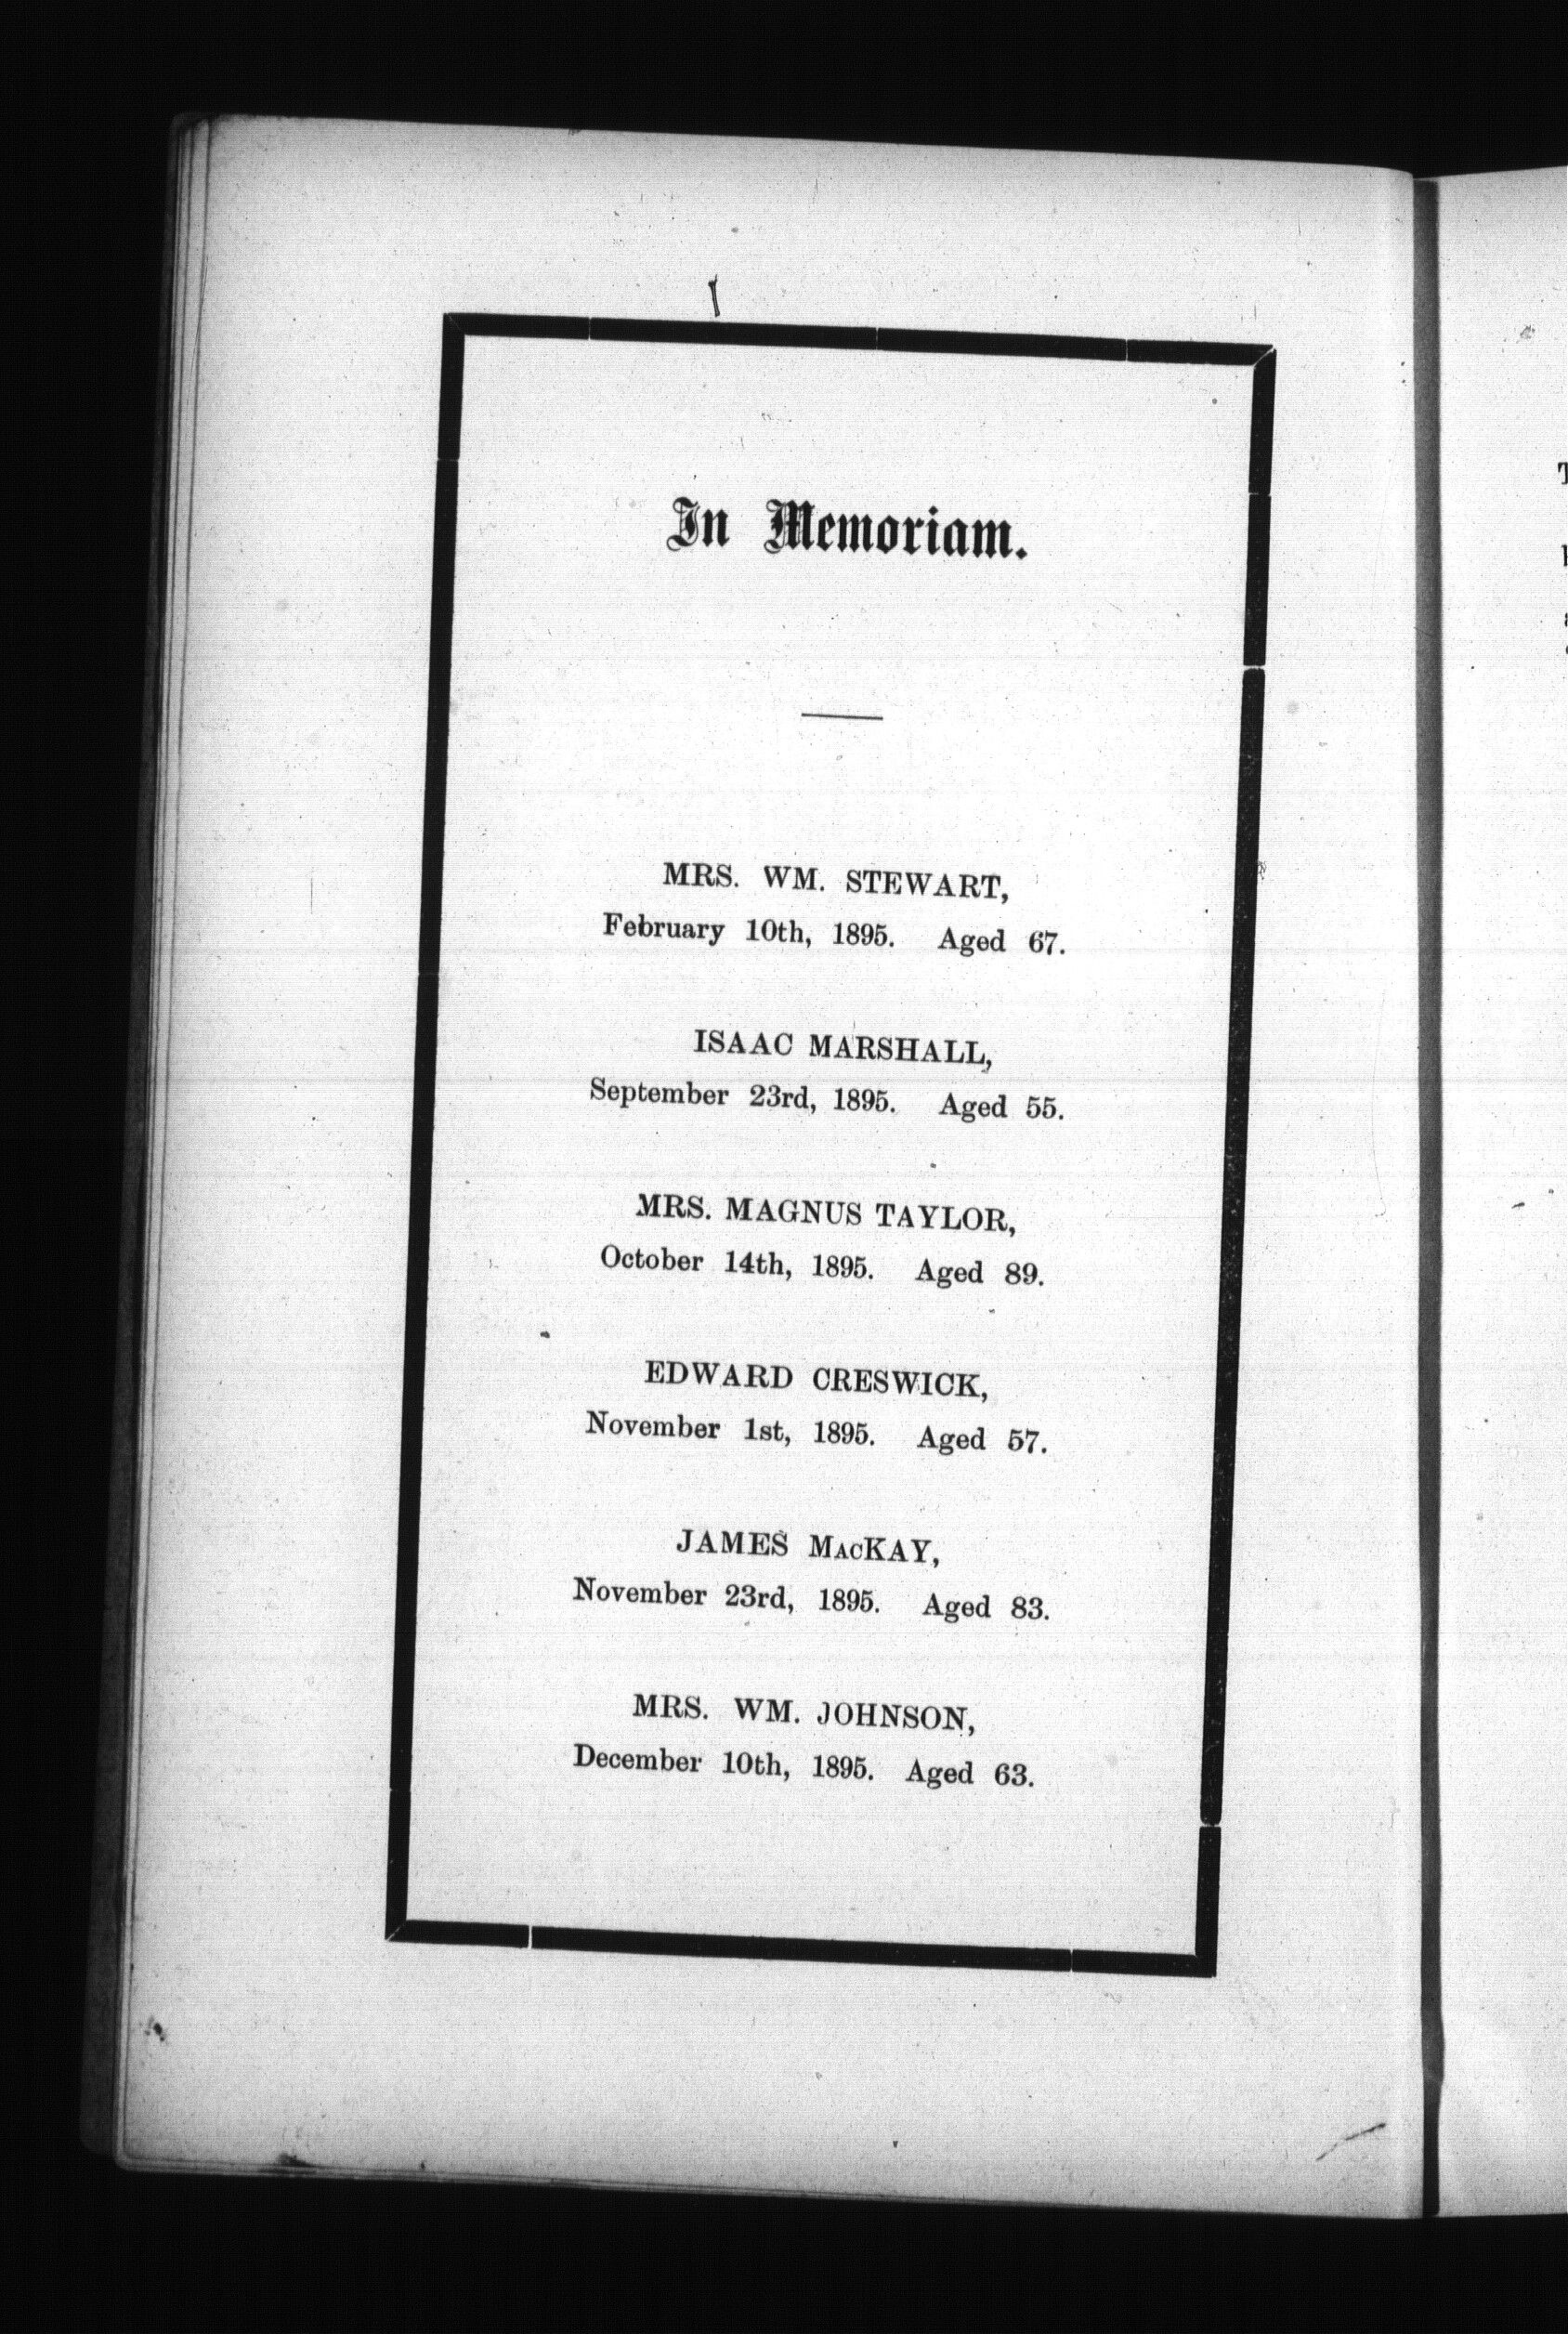 In Memoriam.
MRS. WM. STEWART,
February 10th, 1895. Aged 67.
ISAAC MARSHALL,
September 23rd, 1895. Aged 55.
MRS. MAGNUS TAYLOR,
October 14th, 1895. Aged 89.
EDWARD CRESWICK,
November 1st, 1895. Aged 57.
JAMES MACKAY,
November 23rd, 1895. Aged 83.
MRS. WM. JOHNSON,
December 10th, 1895. Aged 63.